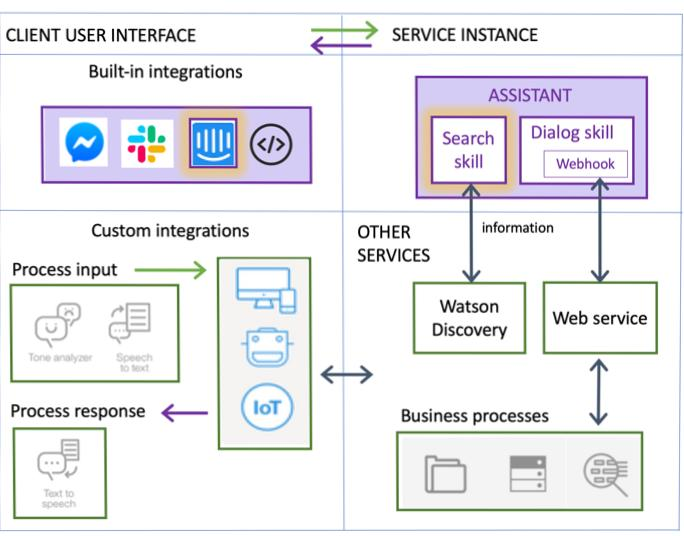 CLIENT USER INTERFACE
SERVICE INSTANCE
Built-in integrations
</>
ASSISTANT
Search
skill
Dialog skill
Webhook
Custom integrations
Process input
Tone analyzer
Speech
to text
IoT
Process response
Text to
speech
OTHER
SERVICES
information
Watson
Discovery
Web service
Business processes